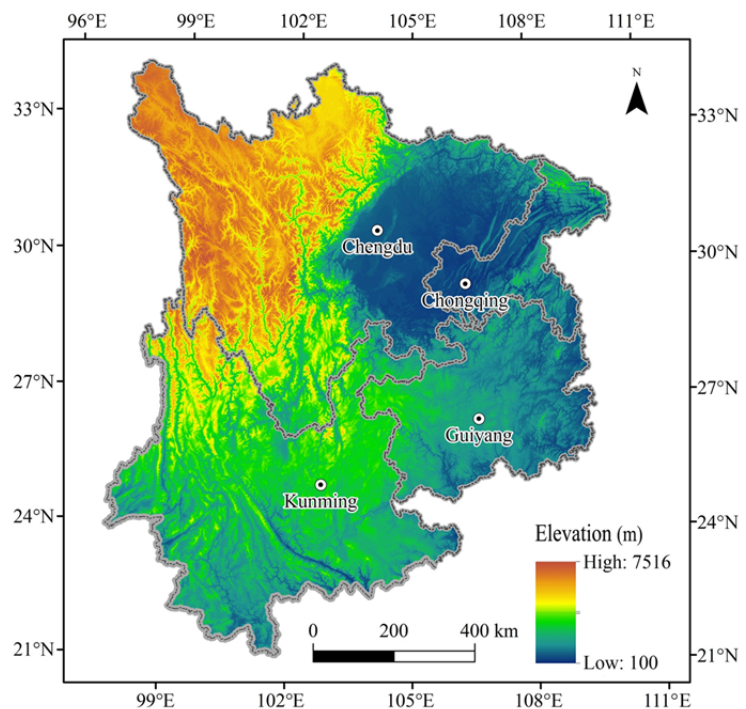 96°E 99°E 102°E 105°E 108°E 111°E
N
33°N 33°N
Chengdu
30°N 30°N
Chongqing
27°N 27°N
Guiyang
Kunming
24°N 24°N
Elevation (m)
High: 7516
0 200 400 km
Low: 100
21°N 21°N
99°E 102°E 105°E 108°E 111°E